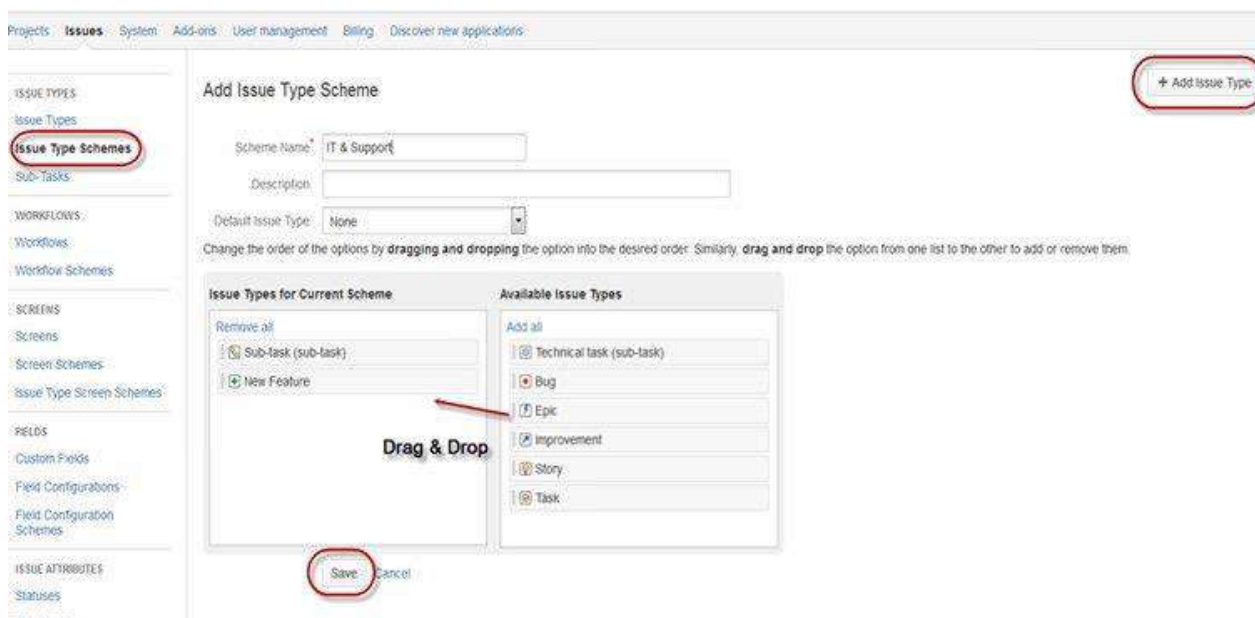 Projects Issues System Add-ons User management Billing Discover new applications
+ Add Issue Type
ISSUE TYPES
Issue Types
Issue Type Schemes
Sub-Tasks
WORKFLOWS
Workflows
Workflow Schemes
SCREENS
Screens
Screen Schemes
Issue Type Screen Schemes
FIELDS
Custom Fields
Field Configurations
Field Configuration
Schemes
ISSUE ATTRIBUTES
Statuses
Add Issue Type Scheme
Scheme Name* IT & Support
Description
Default Issue Type None
Change the order of the options by dragging and dropping the option into the desired order. Similarly, drag and drop the option from one list to the other to add or remove them.
Issue Types for Current Scheme
Remove all
Sub-task (sub-task)
New Feature
Drag & Drop
Available Issue Types
Add all
Technical task (sub-task)
Bug
Epic
Improvement
Story
Task
Save Cancel